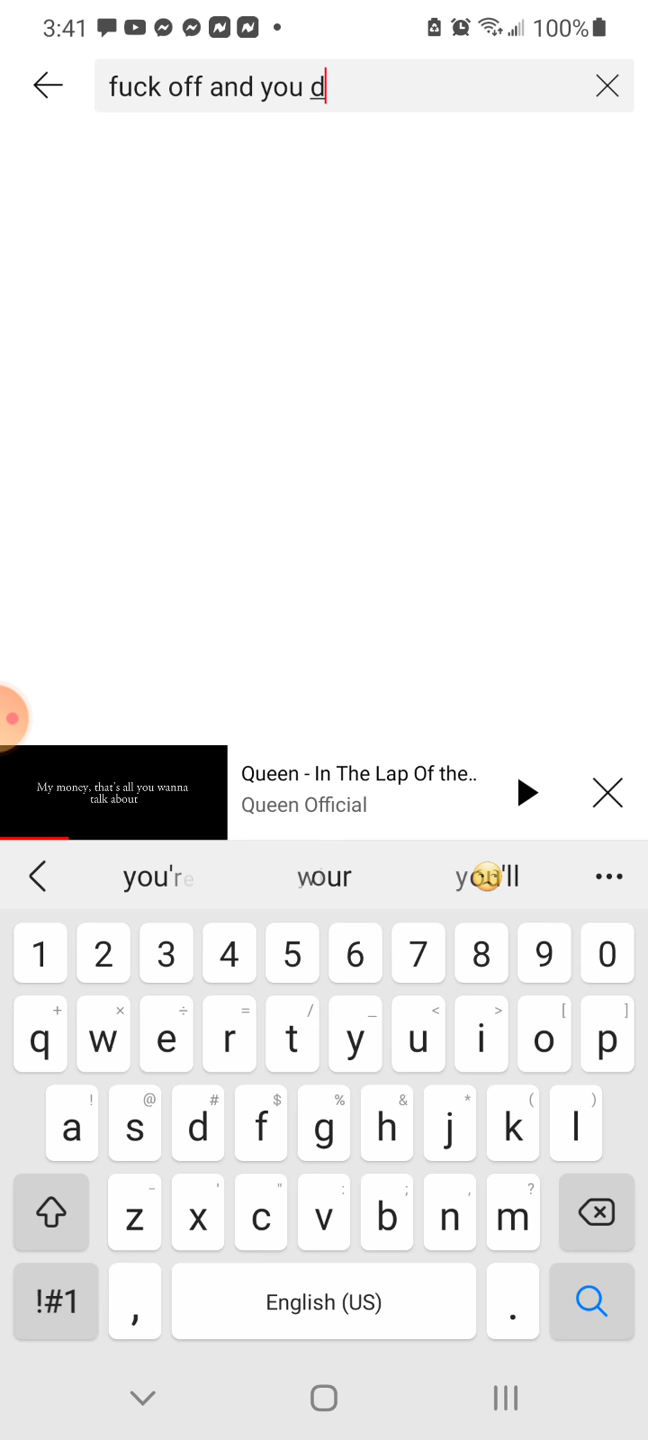 3:41 100%
fuck off and you d
My money, that's all you wanna
talk about
Queen - In The Lap Of the..
Queen Official
you're you'll
1 2 3 4 5 6 7 8 9 0
+ × ÷ = / _ < > [ ]
q w e r t y u i o p
! @ # $ % & * ( )
a s d f g h j k l
- ' " : ; , ?
z x c v b n m
!#1 , English (US) .